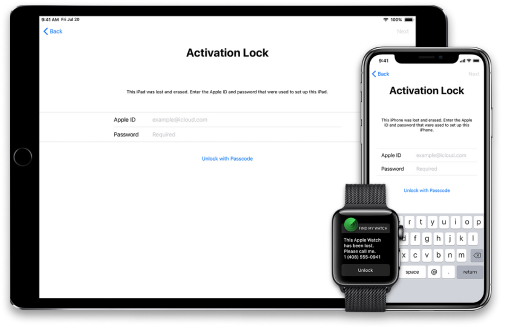 9:41 AM Fri Jul 20
100%
Back
Next
Activation Lock
This iPad was lost and erased. Enter the Apple ID and password that were used to set up this iPad.
Apple ID example@icloud.com
Password Required
Unlock with Passcode
9:41
Back
Next
Activation Lock
This iPhone was lost and erased. Enter the Apple
ID and password that were used to set up this
iPhone.
Apple ID example@icloud.com
Password Required
Unlock with Passcode
r t y u i o p
f g h j k l
x c v b n m
space @ . return
FIND MY WATCH
This Apple Watch
has been lost.
Please call me.
1 (408) 555-0941
Unlock